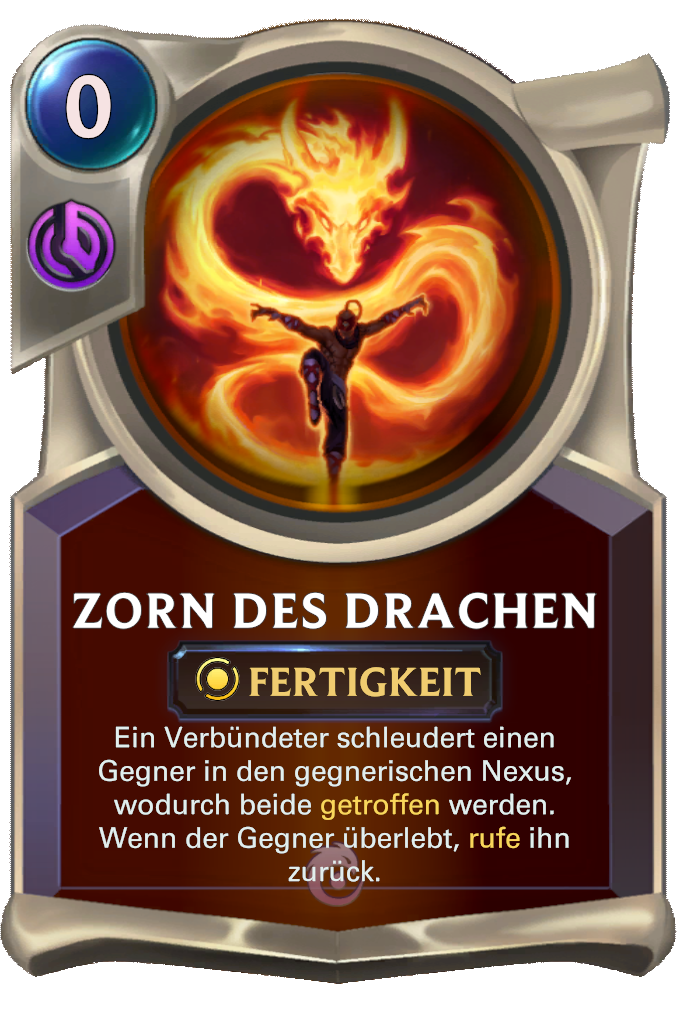 0
ZORN DES DRACHEN
FERTIGKEIT
Ein Verbündeter schleudert einen
Gegner in den gegnerischen Nexus,
wodurch beide getroffen werden.
Wenn der Gegner überlebt, rufe ihn
zurück.